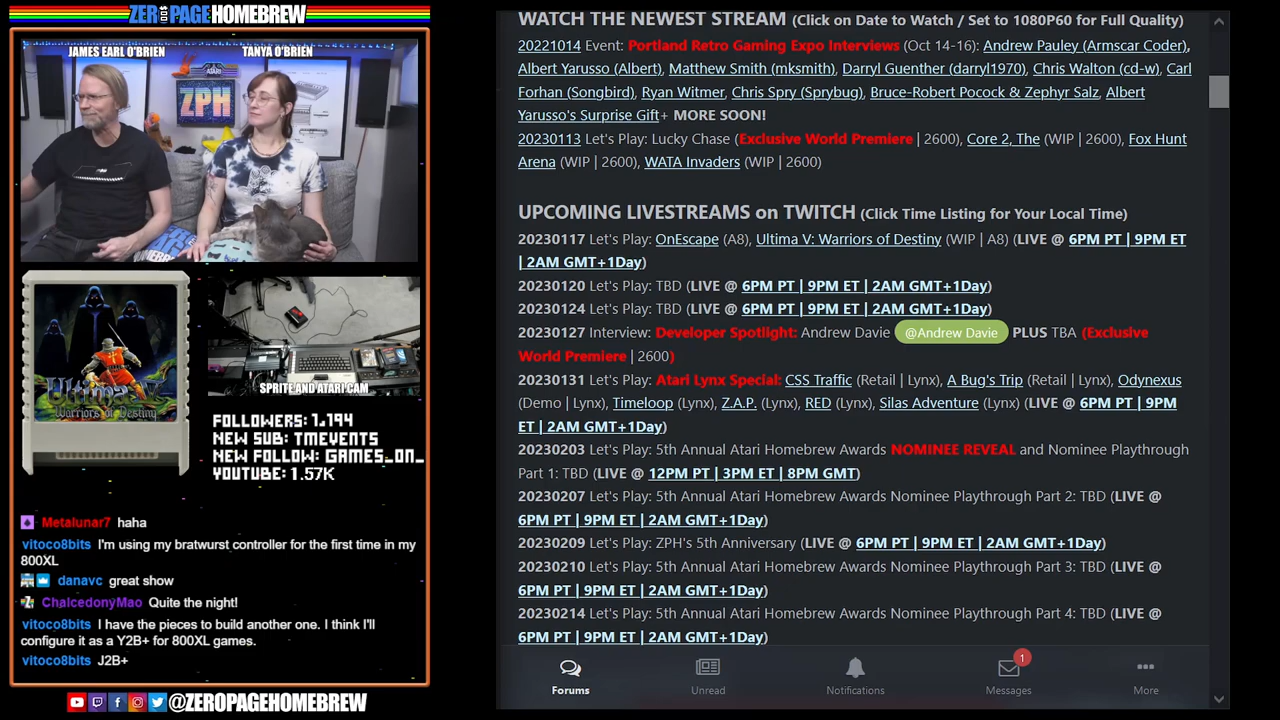 ZERO PAGE HOMEBREW
JAMES EARL O'BRIEN
TANYA O'BRIEN
ATARI
ZPH
Ultima V
Warriors of Destiny
SPRITE AND ATARI CAM
FOLLOWERS: 1,194
NEW SUB: TMEVENTS
NEW FOLLOW: GAMES_ON_
YOUTUBE: 1.57K
Metalunar7 haha
vitoco8bits I'm using my bratwurst controller for the first time in my
800XL
danavc great show
ChalcedonyMao Quite the night!
vitoco8bits I have the pieces to build another one. I think I'll
configure it as a Y2B+ for 800XL games.
vitoco8bits J2B+
@ZEROPAGEHOMEBREW
WATCH THE NEWEST STREAM (Click on Date to Watch / Set to 1080P60 for Full Quality)
20221014 Event: Portland Retro Gaming Expo Interviews (Oct 14-16): Andrew Pauley (Armscar Coder),
Albert Yarusso (Albert), Matthew Smith (mksmith), Darryl Guenther (darryl1970), Chris Walton (cd-w), Carl
Forhan (Songbird), Ryan Witmer, Chris Spry (Sprybug), Bruce-Robert Pocock & Zephyr Salz, Albert
Yarusso's Surprise Gift+ MORE SOON!
20230113 Let's Play: Lucky Chase (Exclusive World Premiere | 2600), Core 2, The (WIP | 2600), Fox Hunt
Arena (WIP | 2600), WATA Invaders (WIP | 2600)
UPCOMING LIVESTREAMS on TWITCH (Click Time Listing for Your Local Time)
20230117 Let's Play: OnEscape (A8), Ultima V: Warriors of Destiny (WIP | A8) (LIVE @ 6PM PT | 9PM ET
| 2AM GMT+1Day)
20230120 Let's Play: TBD (LIVE @ 6PM PT | 9PM ET | 2AM GMT+1Day)
20230124 Let's Play: TBD (LIVE @ 6PM PT | 9PM ET | 2AM GMT+1Day)
20230127 Interview: Developer Spotlight: Andrew Davie @Andrew Davie PLUS TBA (Exclusive
World Premiere | 2600)
20230131 Let's Play: Atari Lynx Special: CSS Traffic (Retail | Lynx), A Bug's Trip (Retail | Lynx), Odynexus
(Demo | Lynx), Timeloop (Lynx), Z.A.P. (Lynx), RED (Lynx), Silas Adventure (Lynx) (LIVE @ 6PM PT | 9PM
ET | 2AM GMT+1Day)
20230203 Let's Play: 5th Annual Atari Homebrew Awards NOMINEE REVEAL and Nominee Playthrough
Part 1: TBD (LIVE @ 12PM PT | 3PM ET | 8PM GMT)
20230207 Let's Play: 5th Annual Atari Homebrew Awards Nominee Playthrough Part 2: TBD (LIVE @
6PM PT | 9PM ET | 2AM GMT+1Day)
20230209 Let's Play: ZPH's 5th Anniversary (LIVE @ 6PM PT | 9PM ET | 2AM GMT+1Day)
20230210 Let's Play: 5th Annual Atari Homebrew Awards Nominee Playthrough Part 3: TBD (LIVE @
6PM PT | 9PM ET | 2AM GMT+1Day)
20230214 Let's Play: 5th Annual Atari Homebrew Awards Nominee Playthrough Part 4: TBD (LIVE @
6PM PT | 9PM ET | 2AM GMT+1Day)
Forums
Unread
Notifications
1
Messages
More